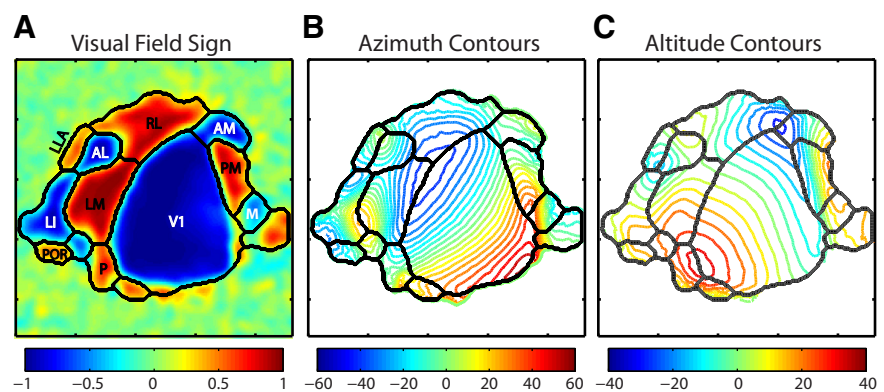 A B C
Visual Field Sign Azimuth Contours Altitude Contours
RL
AM
LLA
AL
PM
LM
LI
V1
M
POR
P
−1 −0.5 0 0.5 1
−60 −40 −20 0 20 40 60
−40 −20 0 20 40